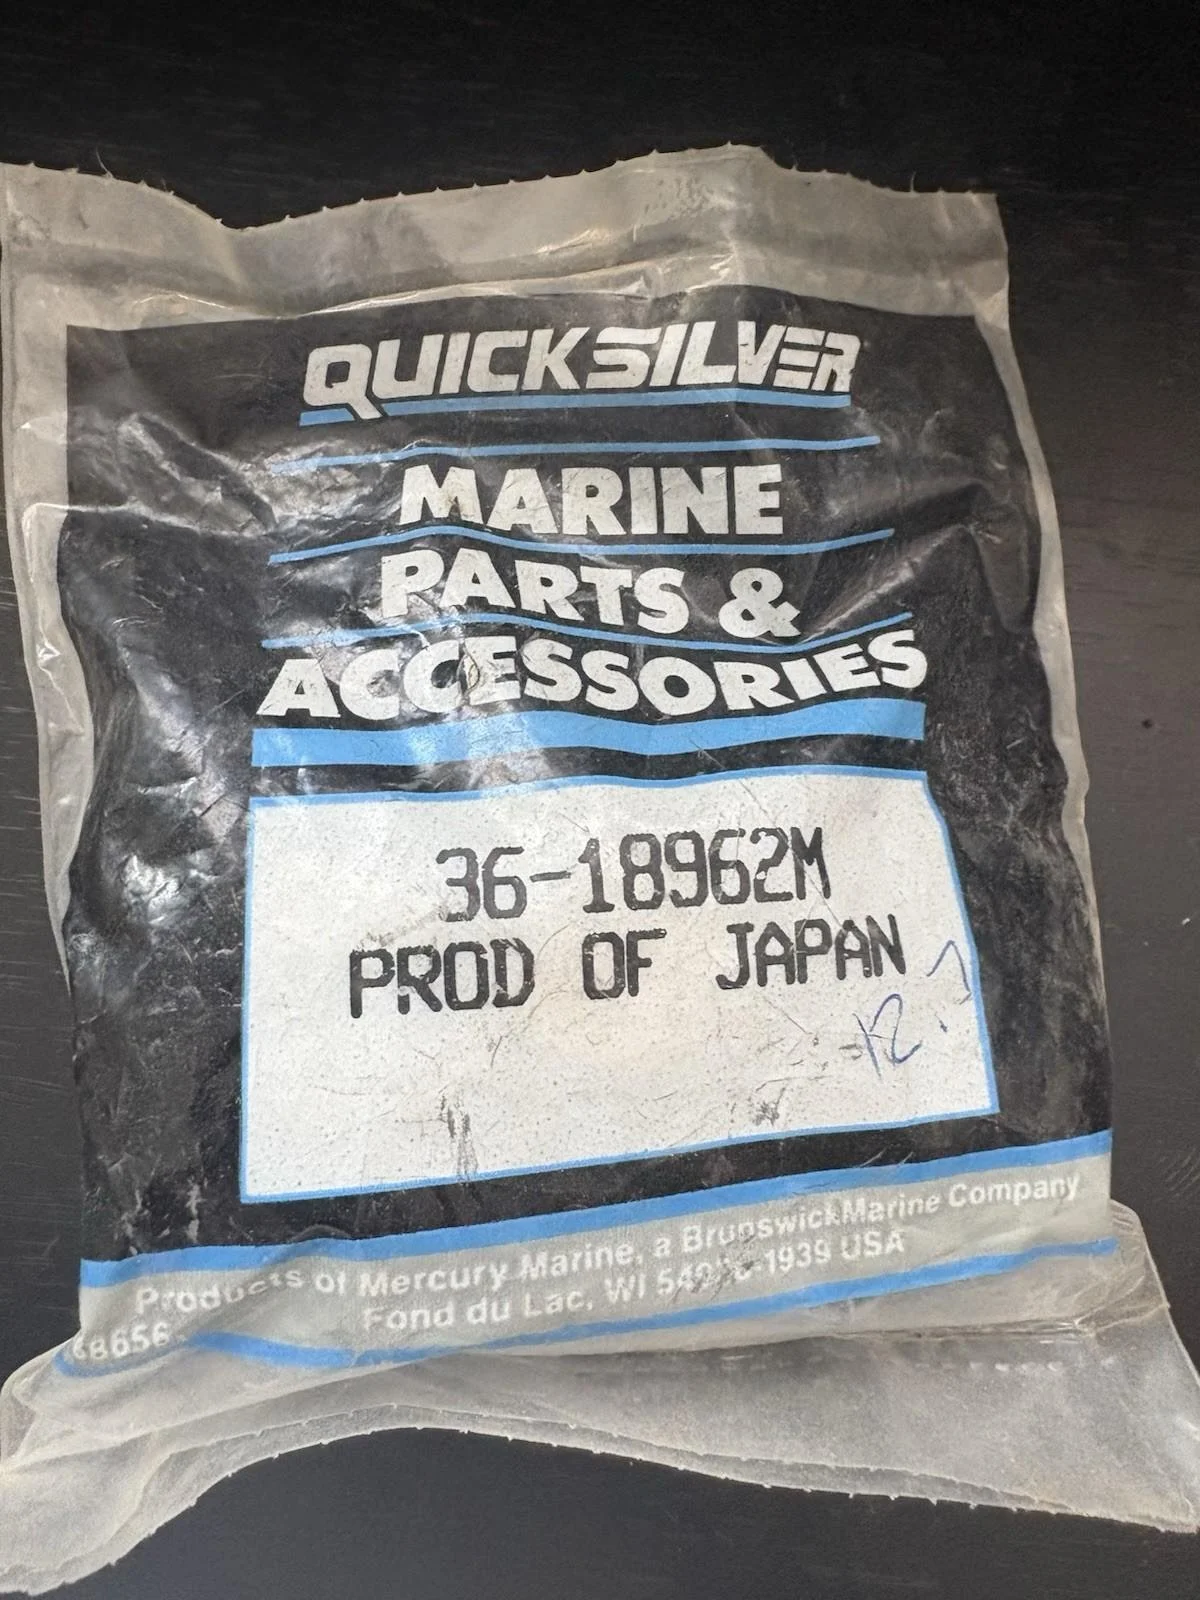 QUICKSILVER
MARINE
PARTS &
ACCESSORIES
36-18962M
PROD OF JAPAN
Products of Mercury Marine, a Brunswick Marine Company
Fond du Lac, WI USA